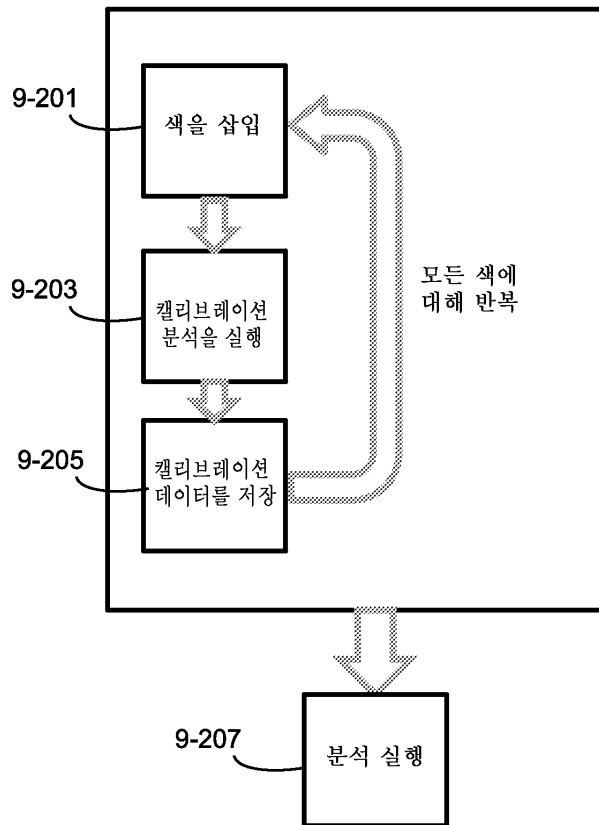 9-201
색을 삽입
9-203
캘리브레이션
분석을 실행
모든 색에
대해 반복
9-205
캘리브레이션
데이터를 저장
9-207
분석 실행